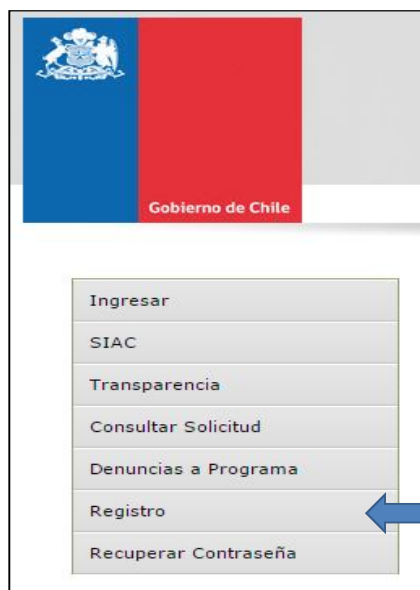 Gobierno de Chile
Ingresar
SIAC
Transparencia
Consultar Solicitud
Denuncias a Programa
Registro
Recuperar Contraseña